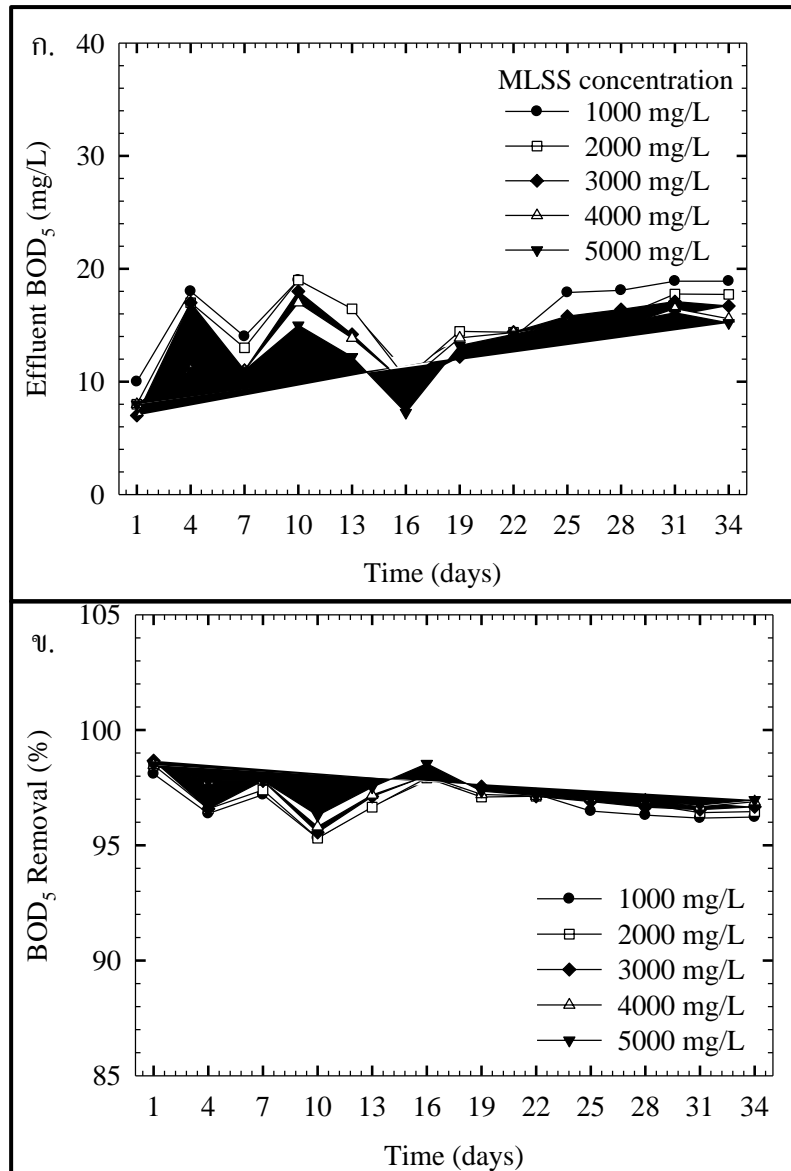 ก.
40
30
20
10
0
Effluent BOD₅ (mg/L)
MLSS concentration
1000 mg/L
2000 mg/L
3000 mg/L
4000 mg/L
5000 mg/L
1 4 7 10 13 16 19 22 25 28 31 34
Time (days)
ข.
105
100
95
90
85
BOD₅ Removal (%)
1000 mg/L
2000 mg/L
3000 mg/L
4000 mg/L
5000 mg/L
1 4 7 10 13 16 19 22 25 28 31 34
Time (days)